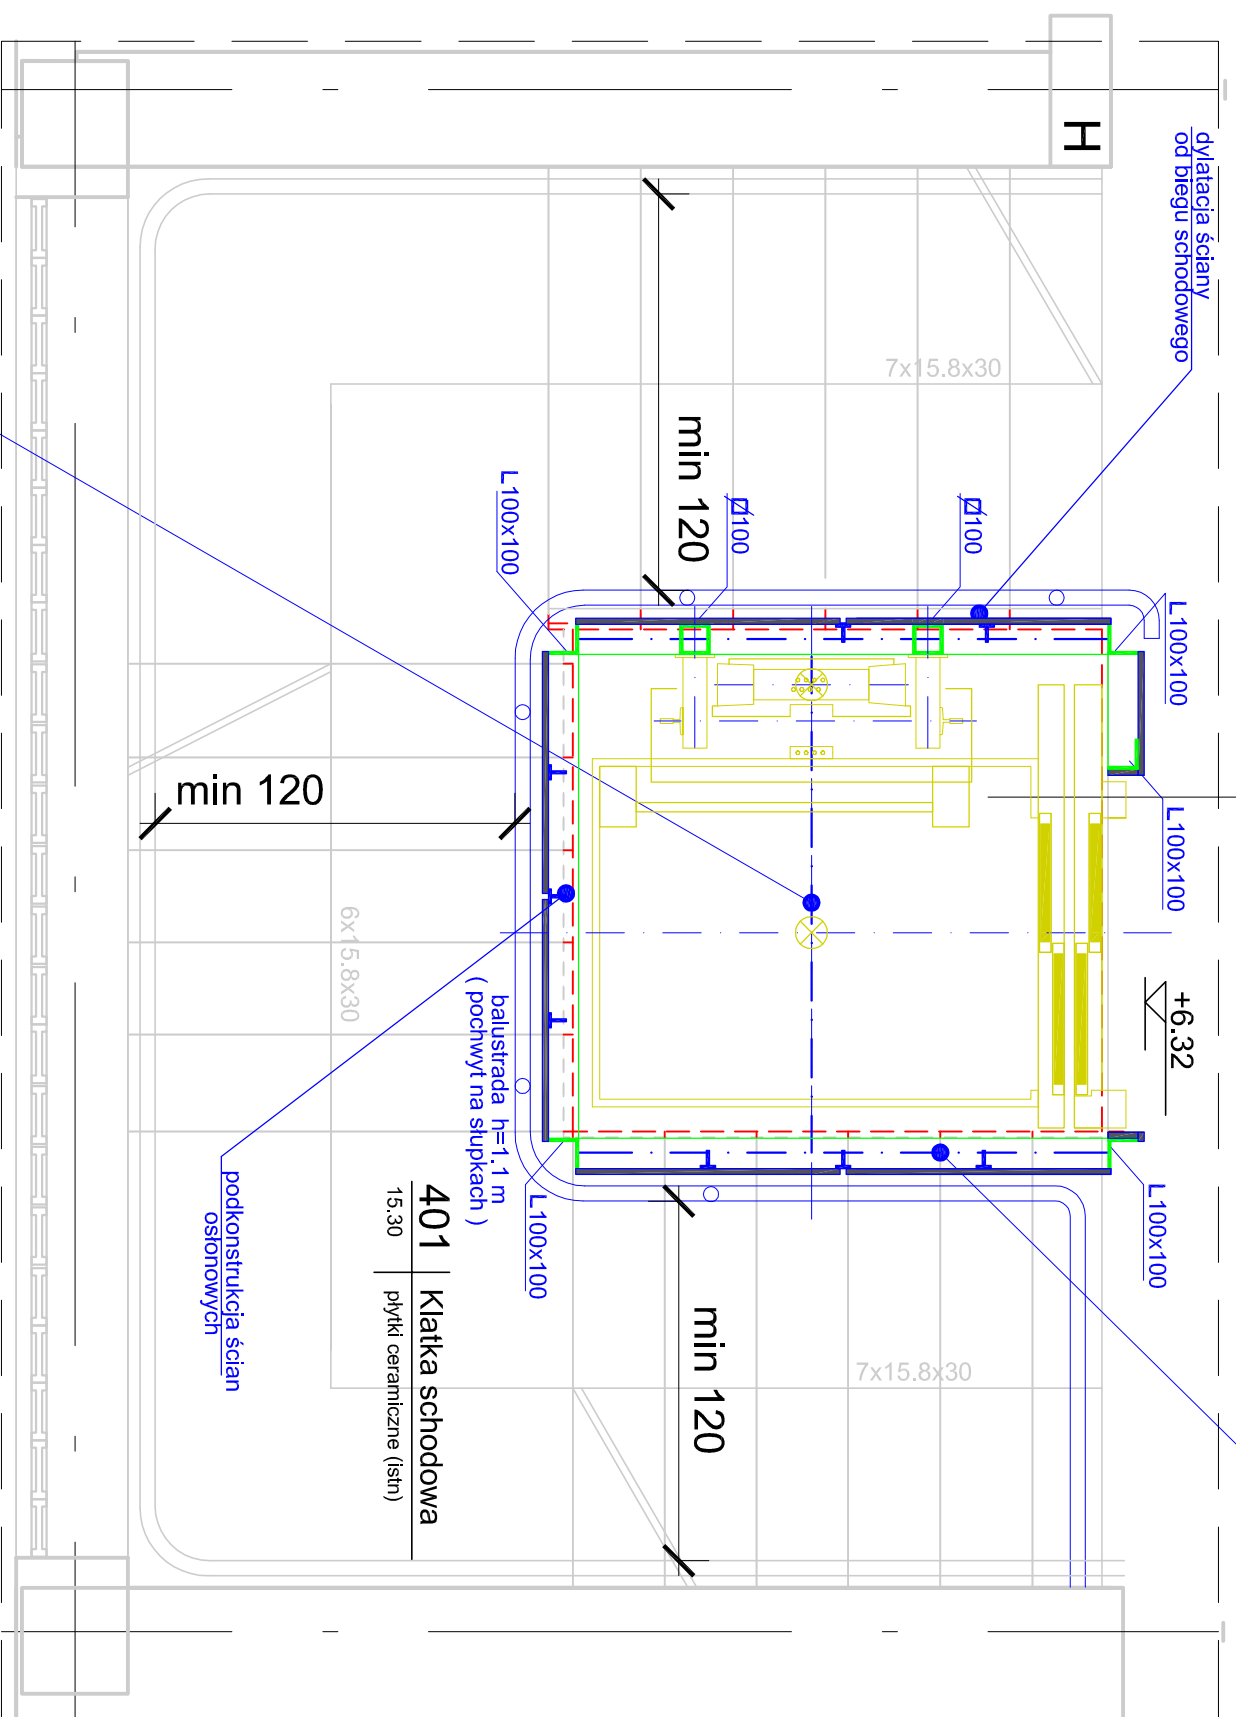 H
dylatacja ściany
od biegu schodowego
7x15.8x30
min 120
L100x100
100
100
L100x100
L100x100
+6.32
min 120
6x15.8x30
balustrada h=1.1 m
( pochwyt na słupkach )
L100x100
L100x100
podkonstrukcja ścian
osłonowych
401
15.30
Klatka schodowa
płytki ceramiczne (istn)
min 120
7x15.8x30